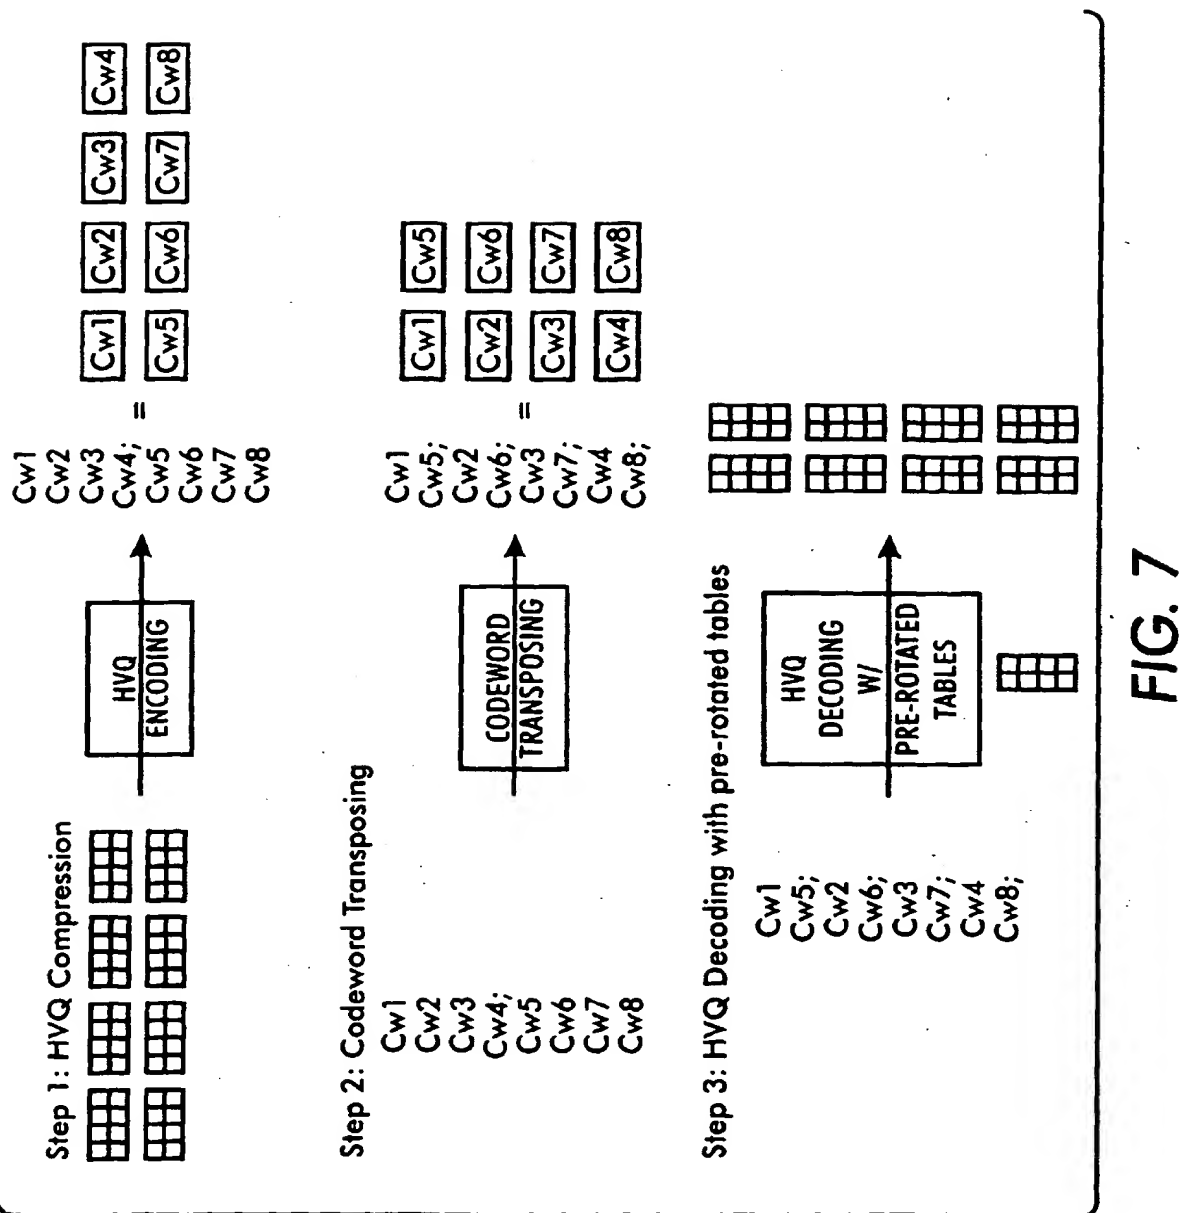 Step 1: HVQ Compression
HVQ
ENCODING
Cw1
Cw2
Cw3
Cw4;
Cw5
Cw6
Cw7
Cw8
=
Cw1 Cw2 Cw3 Cw4
Cw5 Cw6 Cw7 Cw8
Step 2: Codeword Transposing
Cw1
Cw2
Cw3
Cw4;
Cw5
Cw6
Cw7
Cw8
CODEWORD
TRANSPOSING
Cw1
Cw5;
Cw2
Cw6;
Cw3
Cw7;
Cw4
Cw8;
=
Cw1 Cw5
Cw2 Cw6
Cw3 Cw7
Cw4 Cw8
Step 3: HVQ Decoding with pre-rotated tables
Cw1
Cw5;
Cw2
Cw6;
Cw3
Cw7;
Cw4
Cw8;
HVQ
DECODING
W/
PRE-ROTATED
TABLES
FIG. 7